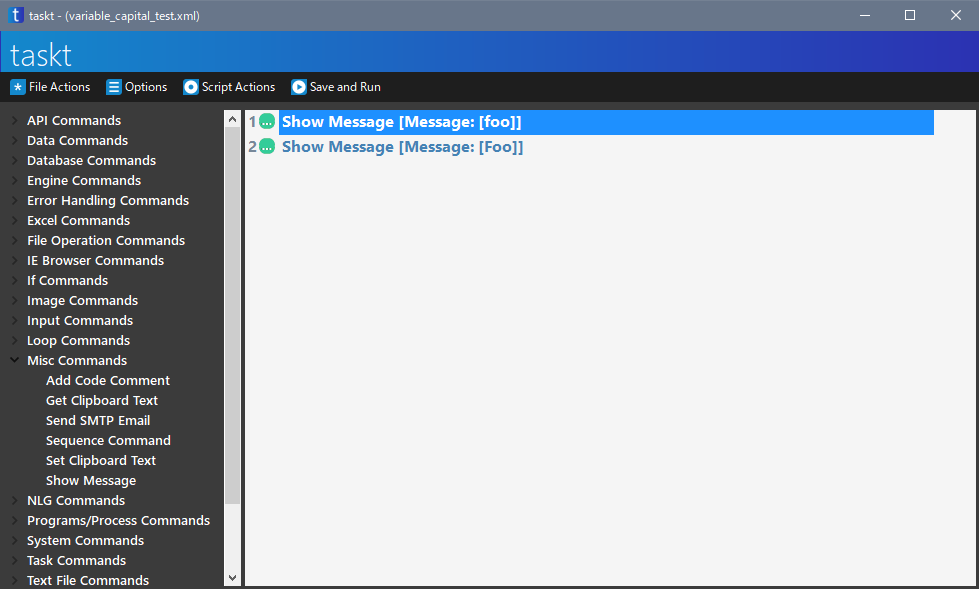 taskt - (variable_capital_test.xml)
taskt
File Actions Options Script Actions Save and Run
API Commands
Data Commands
Database Commands
Engine Commands
Error Handling Commands
Excel Commands
File Operation Commands
IE Browser Commands
If Commands
Image Commands
Input Commands
Loop Commands
Misc Commands
Add Code Comment
Get Clipboard Text
Send SMTP Email
Sequence Command
Set Clipboard Text
Show Message
NLG Commands
Programs/Process Commands
System Commands
Task Commands
Text File Commands
1 Show Message [Message: [foo]]
2 Show Message [Message: [Foo]]